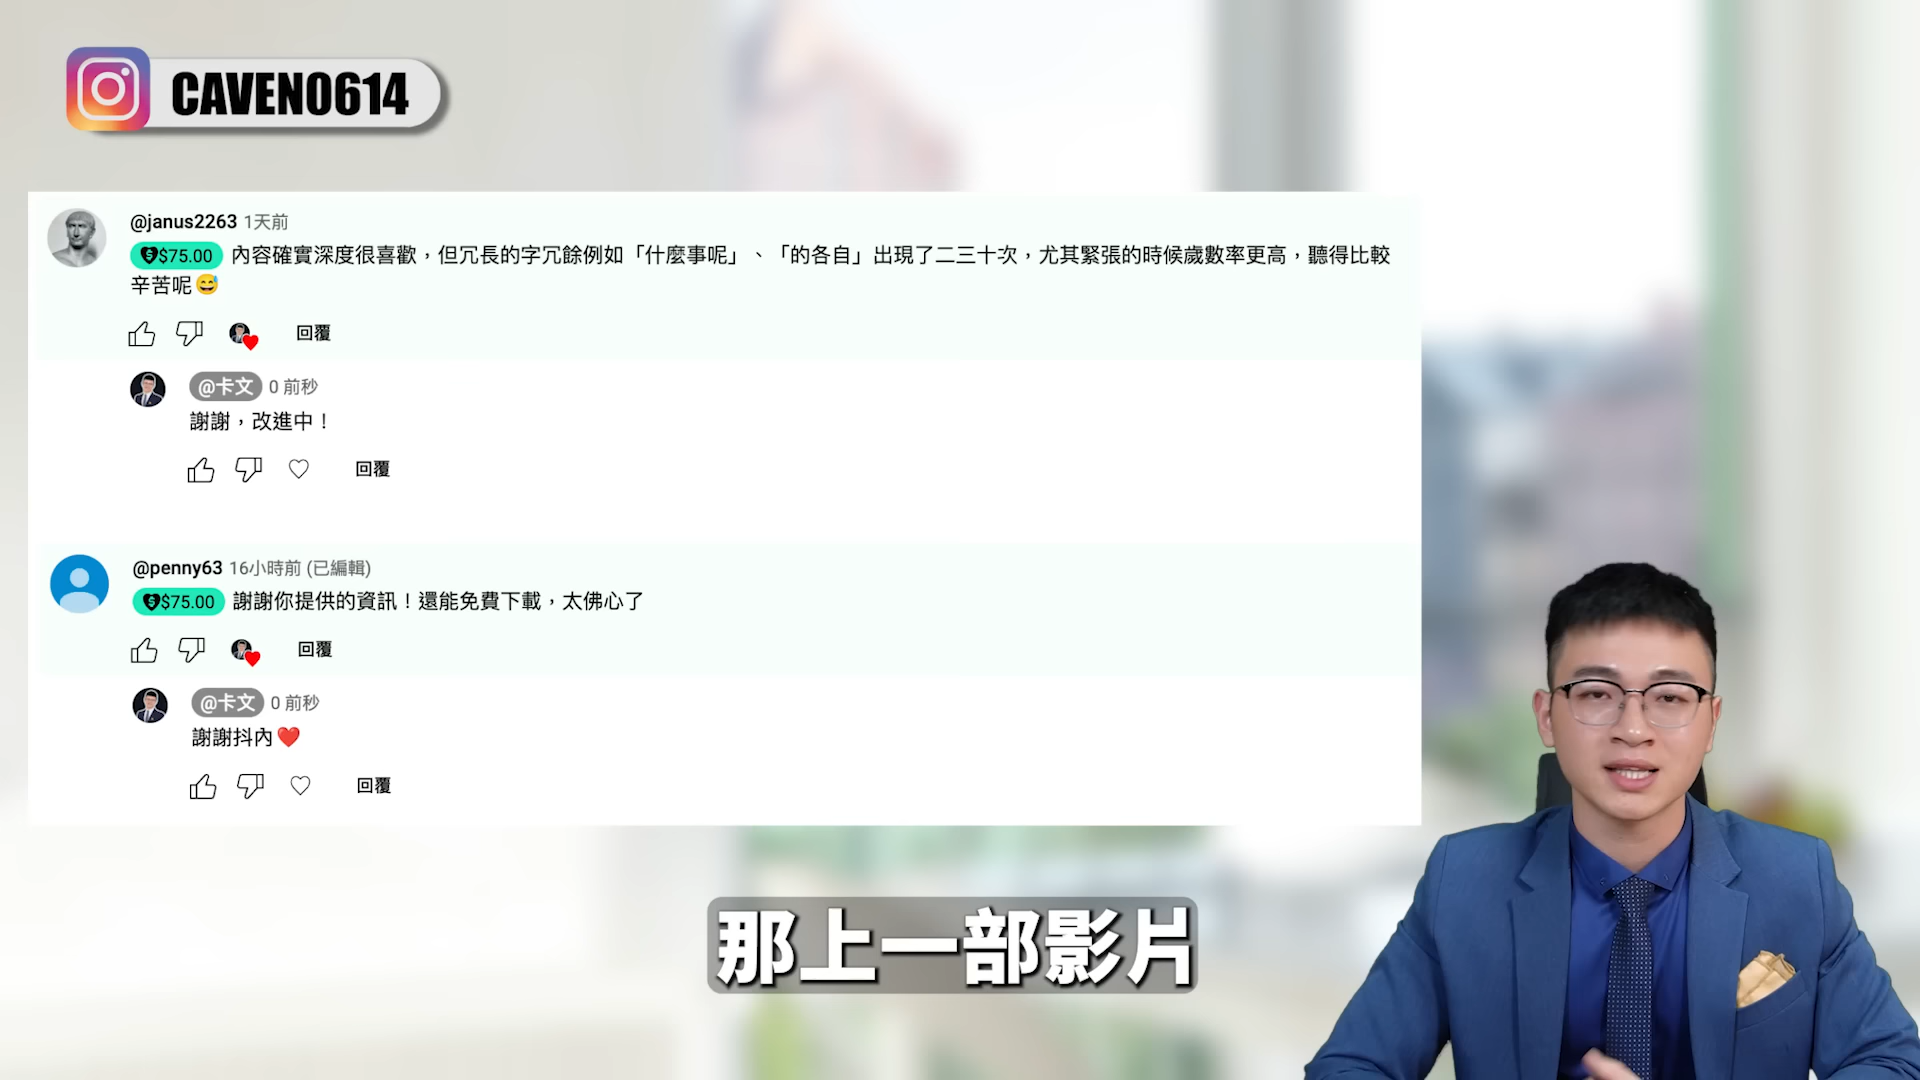 CAVEN0614
@janus2263 1天前
$75.00 內容確實深度很喜歡，但冗長的字冗餘例如「什麼事呢」、「的各自」出現了二三十次，尤其緊張的時候歲數率更高，聽得比較
辛苦呢😅
回覆
@卡文 0 前秒
謝謝，改進中！
回覆
@penny63 16小時前 (已編輯)
$75.00 謝謝你提供的資訊！還能免費下載，太佛心了
回覆
@卡文 0 前秒
謝謝抖內❤️
回覆
那上一部影片